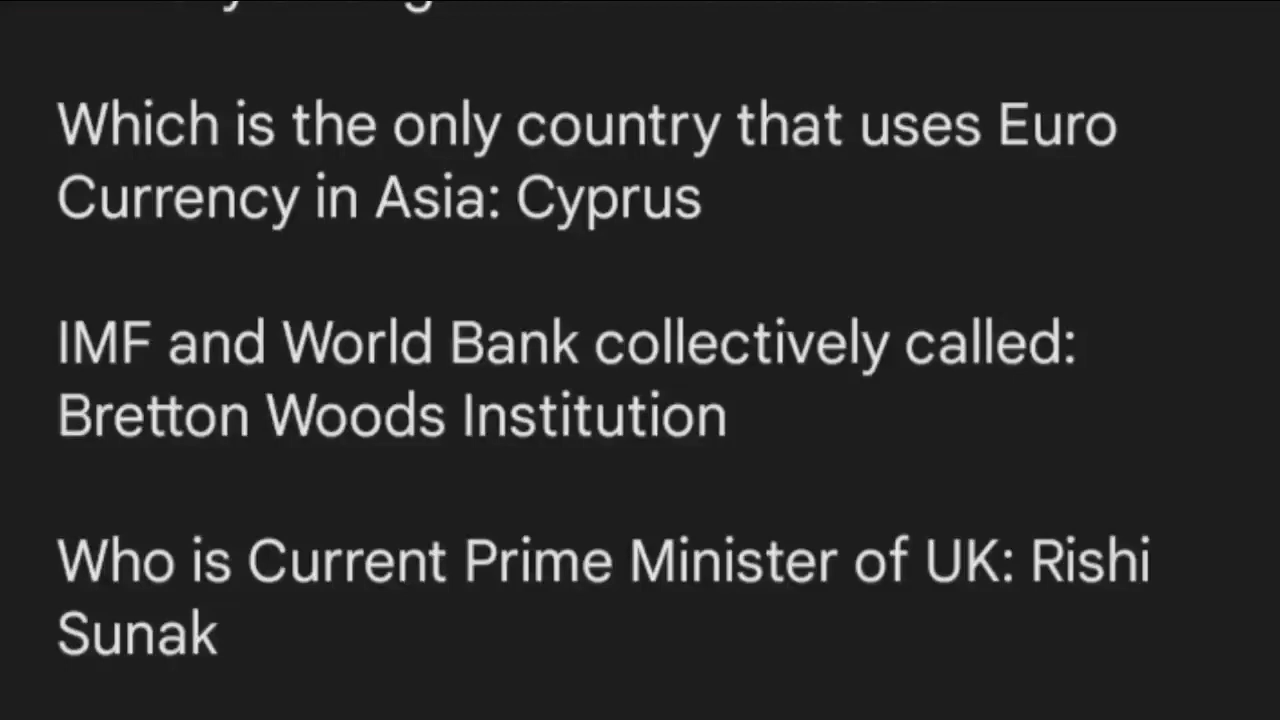 Which is the only country that uses Euro
Currency in Asia: Cyprus
IMF and World Bank collectively called:
Bretton Woods Institution
Who is Current Prime Minister of UK: Rishi
Sunak